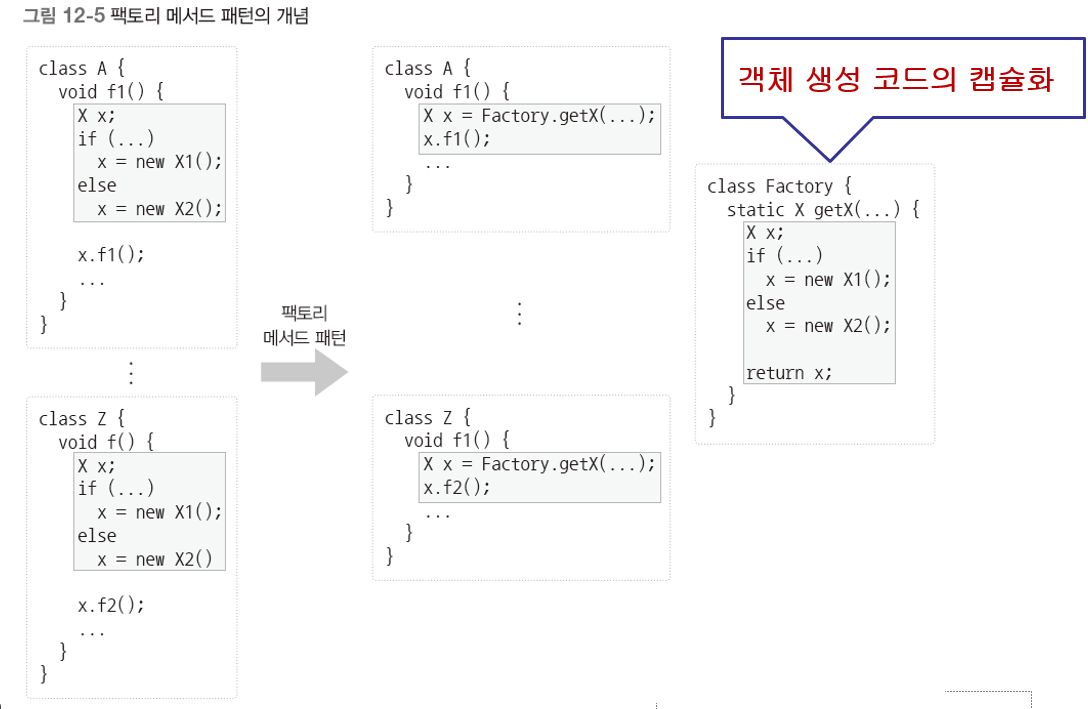 그림 12-5 팩토리 메서드 패턴의 개념
class A {
void f1() {
X x;
if (...)
x = new X1();
else
x = new X2();
x.f1();
...
}
}
⋮
class Z {
void f() {
X x;
if (...)
x = new X1();
else
x = new X2()
x.f2();
...
}
}
팩토리
메서드 패턴
class A {
void f1() {
X x = Factory.getX(...);
x.f1();
...
}
}
⋮
class Z {
void f1() {
X x = Factory.getX(...);
x.f2();
...
}
}
객체 생성 코드의 캡슐화
class Factory {
static X getX(...) {
X x;
if (...)
x = new X1();
else
x = new X2();
return x;
}
}